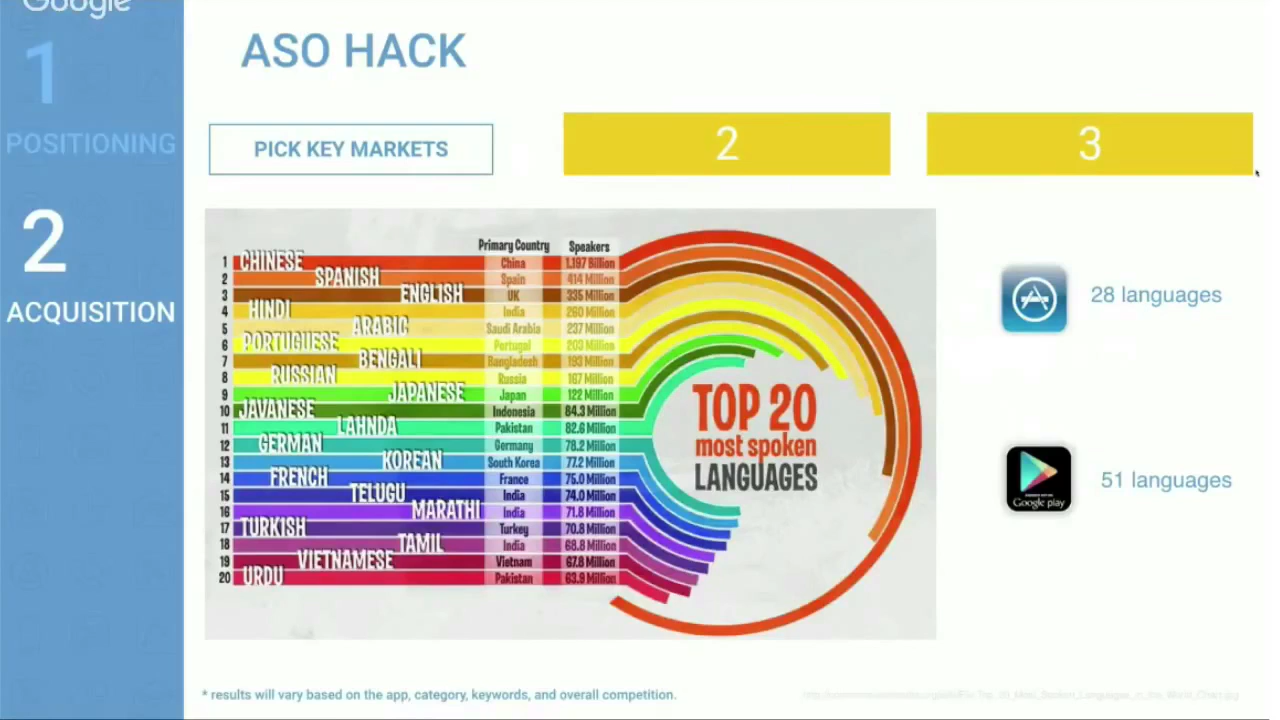 Google
1
POSITIONING
2
ACQUISITION
ASO HACK
PICK KEY MARKETS
2
3
Primary Country Speakers
1 CHINESE China 1.197 Billion
2 SPANISH Spain 414 Million
3 ENGLISH UK 335 Million
4 HINDI India 260 Million
5 ARABIC Saudi Arabia 237 Million
6 PORTUGUESE Portugal 203 Million
7 BENGALI Bangladesh 193 Million
8 RUSSIAN Russia 167 Million
9 JAPANESE Japan 122 Million
10 JAVANESE Indonesia 84.3 Million
11 LAHNDA Pakistan 82.6 Million
12 GERMAN Germany 78.2 Million
13 KOREAN South Korea 77.2 Million
14 FRENCH France 75.0 Million
15 TELUGU India 74.0 Million
16 MARATHI India 71.8 Million
17 TURKISH Turkey 70.8 Million
18 TAMIL India 68.8 Million
19 VIETNAMESE Vietnam 67.8 Million
20 URDU Pakistan 63.9 Million
TOP 20
most spoken
LANGUAGES
28 languages
Google play
51 languages
* results will vary based on the app, category, keywords, and overall competition.